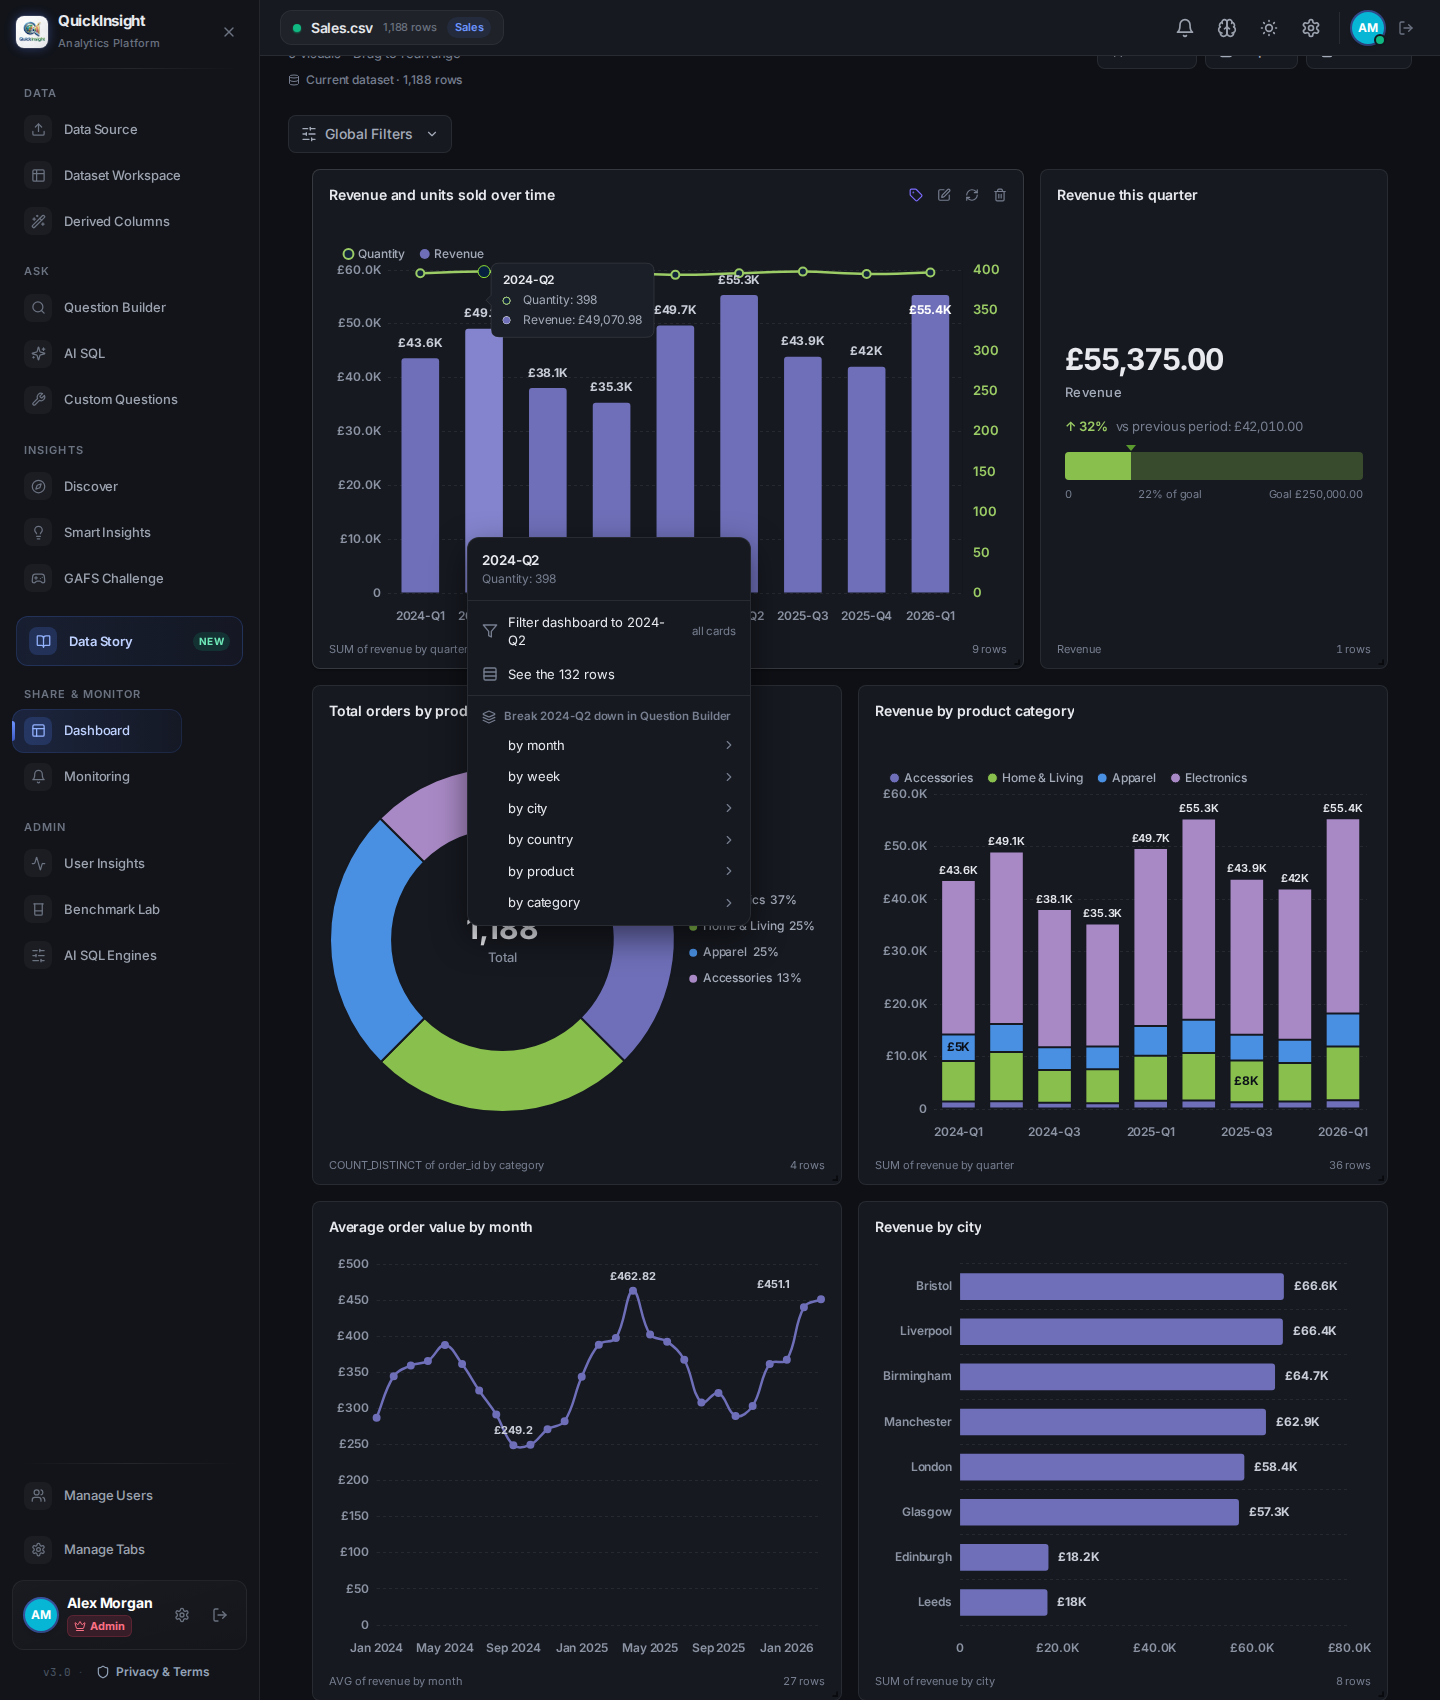 QuickInsight
Analytics Platform
DATA
Data Source
Dataset Workspace
Derived Columns
ASK
Question Builder
AI SQL
Custom Questions
INSIGHTS
Discover
Smart Insights
GAFS Challenge
Data Story
NEW
SHARE & MONITOR
Dashboard
Monitoring
ADMIN
User Insights
Benchmark Lab
AI SQL Engines
Manage Users
Manage Tabs
AM
Alex Morgan
Admin
v3.0 ·
Privacy & Terms
Sales.csv
1,188 rows
Sales
AM
Current dataset · 1,188 rows
Global Filters
Revenue and units sold over time
Quantity
Revenue
£60.0K
£50.0K
£40.0K
£30.0K
£20.0K
£10.0K
0
400
350
300
250
200
150
100
50
0
£43.6K
£49.
£38.1K
£35.3K
£49.7K
£55.3K
£43.9K
£42K
£55.4K
2024-Q2
Quantity: 398
Revenue: £49,070.98
2024-Q1
20
Q2
2025-Q3
2025-Q4
2026-Q1
SUM of revenue by quarter
9 rows
2024-Q2
Quantity: 398
Filter dashboard to 2024-
Q2
all cards
See the 132 rows
Break 2024-Q2 down in Question Builder
by month
by week
by city
by country
by product
by category
Revenue this quarter
£55,375.00
Revenue
↑ 32% vs previous period: £42,010.00
0
22% of goal
Goal £250,000.00
Revenue
1 rows
Total orders by prod
1,188
Total
ics 37%
Home & Living 25%
Apparel 25%
Accessories 13%
COUNT_DISTINCT of order_id by category
4 rows
Revenue by product category
Accessories
Home & Living
Apparel
Electronics
£60.0K
£50.0K
£40.0K
£30.0K
£20.0K
£10.0K
0
£43.6K
£49.1K
£38.1K
£35.3K
£49.7K
£55.3K
£43.9K
£42K
£55.4K
£5K
£8K
2024-Q1
2024-Q3
2025-Q1
2025-Q3
2026-Q1
SUM of revenue by quarter
36 rows
Average order value by month
£500
£450
£400
£350
£300
£250
£200
£150
£100
£50
0
£462.82
£451.1
£249.2
Jan 2024
May 2024
Sep 2024
Jan 2025
May 2025
Sep 2025
Jan 2026
AVG of revenue by month
27 rows
Revenue by city
Bristol
£66.6K
Liverpool
£66.4K
Birmingham
£64.7K
Manchester
£62.9K
London
£58.4K
Glasgow
£57.3K
Edinburgh
£18.2K
Leeds
£18K
0
£20.0K
£40.0K
£60.0K
£80.0K
SUM of revenue by city
8 rows